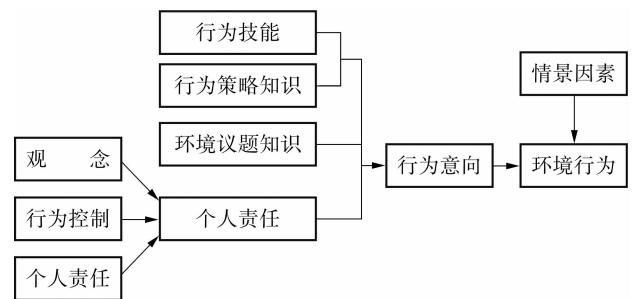 行为技能
行为策略知识
环境议题知识
观 念
行为控制
个人责任
个人责任
行为意向
情景因素
环境行为